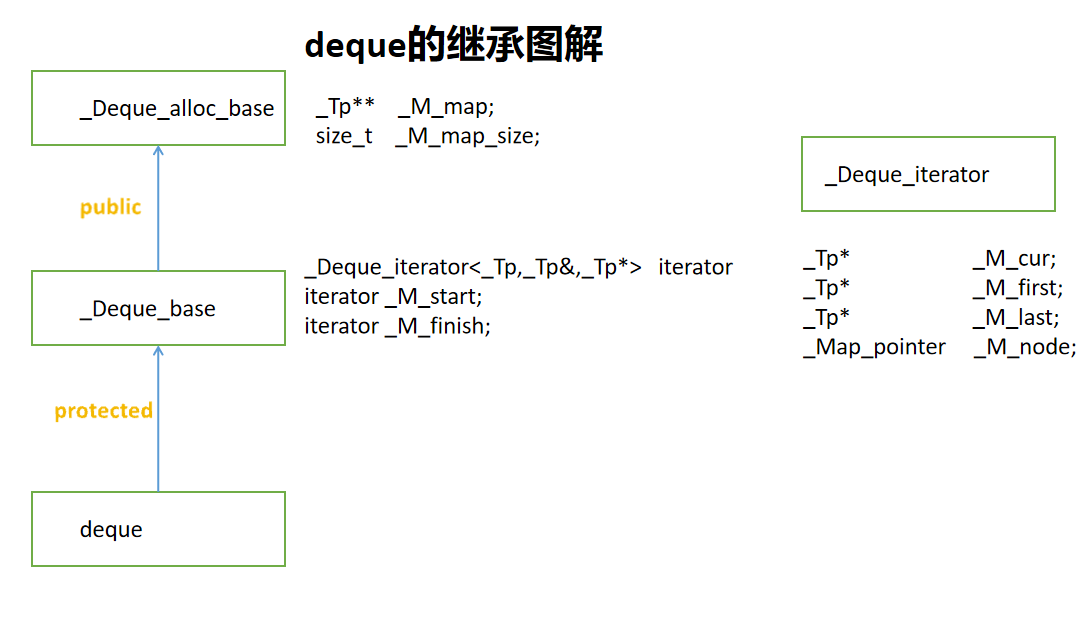 deque的继承图解
_Deque_alloc_base
_Tp** _M_map;
size_t _M_map_size;
public
_Deque_base
_Deque_iterator<_Tp,_Tp&,_Tp*> iterator
iterator _M_start;
iterator _M_finish;
protected
deque
_Deque_iterator
_Tp* _M_cur;
_Tp* _M_first;
_Tp* _M_last;
_Map_pointer _M_node;